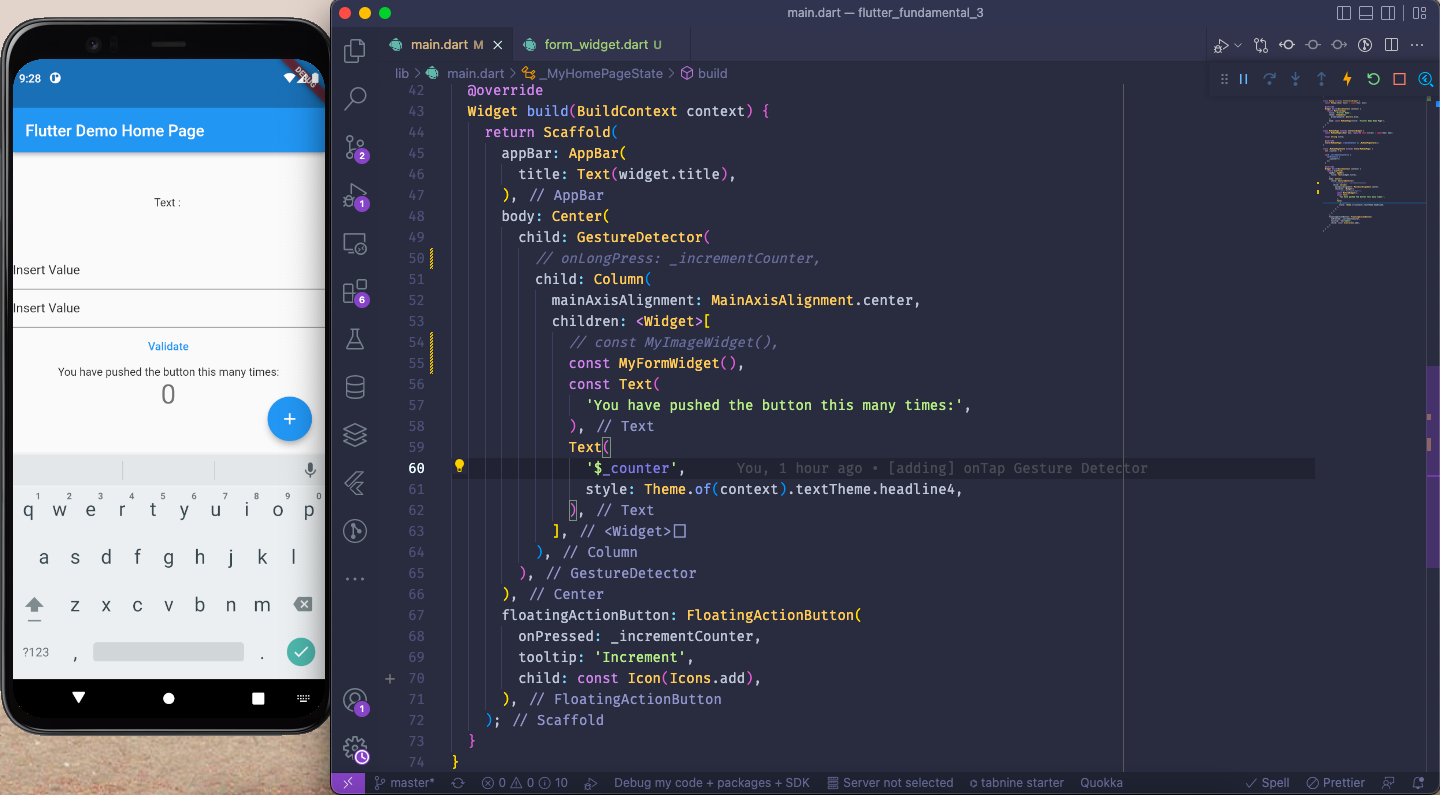 9:28
DEBUG
Flutter Demo Home Page
Text :
Insert Value
Insert Value
Validate
You have pushed the button this many times:
0
+
1 2 3 4 5 6 7 8 9 0
q w e r t y u i o p
a s d f g h j k l
z x c v b n m
?123 , .
main.dart — flutter_fundamental_3
main.dart M
form_widget.dart U
lib > main.dart > _MyHomePageState > build
42 @override
43 Widget build(BuildContext context) {
44 return Scaffold(
45 appBar: AppBar(
46 title: Text(widget.title),
47 ), // AppBar
48 body: Center(
49 child: GestureDetector(
50 // onLongPress: _incrementCounter,
51 child: Column(
52 mainAxisAlignment: MainAxisAlignment.center,
53 children: <Widget>[
54 // const MyImageWidget(),
55 const MyFormWidget(),
56 const Text(
57 'You have pushed the button this many times:',
58 ), // Text
59 Text(
60 '$_counter', You, 1 hour ago • [adding] onTap Gesture Detector
61 style: Theme.of(context).textTheme.headline4,
62 ), // Text
63 ], // <Widget>[]
64 ), // Column
65 ), // GestureDetector
66 ), // Center
67 floatingActionButton: FloatingActionButton(
68 onPressed: _incrementCounter,
69 tooltip: 'Increment',
70 child: const Icon(Icons.add),
71 ), // FloatingActionButton
72 ); // Scaffold
73 }
74 }
2
1
6
1
master* 0 0 10 Debug my code + packages + SDK Server not selected tabnine starter Quokka Spell Prettier